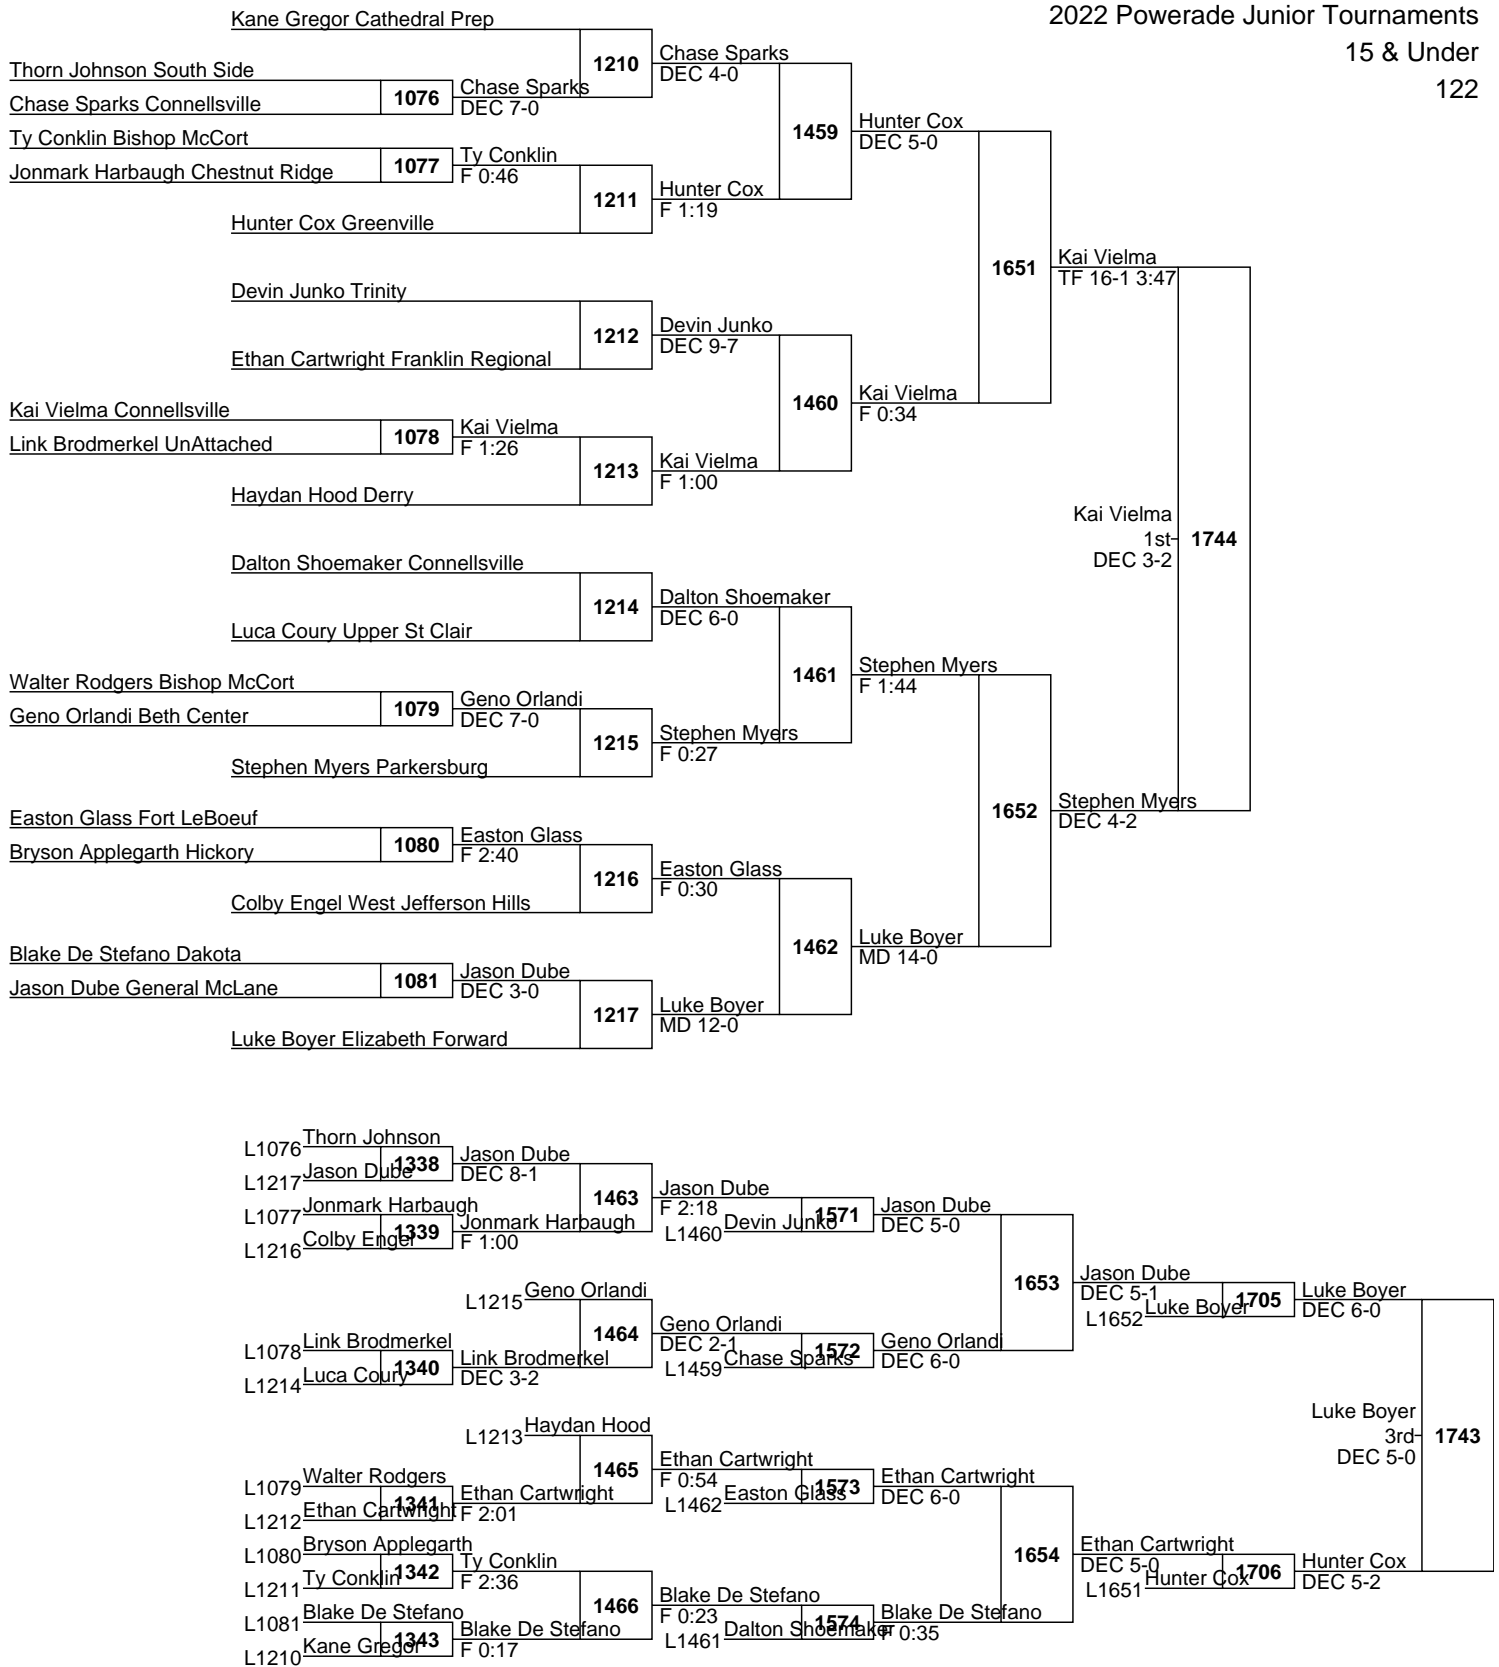 2022 Powerade Junior Tournaments
15 & Under
122
Kane Gregor Cathedral Prep
1210
Chase Sparks
DEC 4-0
Thorn Johnson South Side
Chase Sparks Connellsville
1076
Chase Sparks
DEC 7-0
1459
Hunter Cox
DEC 5-0
Ty Conklin Bishop McCort
Jonmark Harbaugh Chestnut Ridge
1077
Ty Conklin
F 0:46
1211
Hunter Cox
F 1:19
Hunter Cox Greenville
1651
Kai Vielma
TF 16-1 3:47
Devin Junko Trinity
1212
Devin Junko
DEC 9-7
Ethan Cartwright Franklin Regional
1460
Kai Vielma
F 0:34
Kai Vielma Connellsville
Link Brodmerkel UnAttached
1078
Kai Vielma
F 1:26
1213
Kai Vielma
F 1:00
Haydan Hood Derry
Kai Vielma
1st
DEC 3-2
1744
Dalton Shoemaker Connellsville
1214
Dalton Shoemaker
DEC 6-0
Luca Coury Upper St Clair
1461
Stephen Myers
F 1:44
Walter Rodgers Bishop McCort
Geno Orlandi Beth Center
1079
Geno Orlandi
DEC 7-0
1215
Stephen Myers
F 0:27
Stephen Myers Parkersburg
1652
Stephen Myers
DEC 4-2
Easton Glass Fort LeBoeuf
Bryson Applegarth Hickory
1080
Easton Glass
F 2:40
1216
Easton Glass
F 0:30
Colby Engel West Jefferson Hills
1462
Luke Boyer
MD 14-0
Blake De Stefano Dakota
Jason Dube General McLane
1081
Jason Dube
DEC 3-0
1217
Luke Boyer
MD 12-0
Luke Boyer Elizabeth Forward
L1076 Thorn Johnson
L1217 Jason Dube
1338
Jason Dube
DEC 8-1
1463
Jason Dube
F 2:18
L1077 Jonmark Harbaugh
L1216 Colby Engel
1339
Jonmark Harbaugh
F 1:00
L1460 Devin Junko
1571
Jason Dube
DEC 5-0
1653
Jason Dube
DEC 5-1
L1652 Luke Boyer
1705
Luke Boyer
DEC 6-0
L1215 Geno Orlandi
1464
Geno Orlandi
DEC 2-1
L1078 Link Brodmerkel
L1214 Luca Coury
1340
Link Brodmerkel
DEC 3-2
L1459 Chase Sparks
1572
Geno Orlandi
DEC 6-0
Luke Boyer
3rd
DEC 5-0
1743
L1213 Haydan Hood
1465
Ethan Cartwright
F 0:54
L1079 Walter Rodgers
L1212 Ethan Cartwright
1341
Ethan Cartwright
F 2:01
L1462 Easton Glass
1573
Ethan Cartwright
DEC 6-0
1654
Ethan Cartwright
DEC 5-0
L1651 Hunter Cox
1706
Hunter Cox
DEC 5-2
L1080 Bryson Applegarth
L1211 Ty Conklin
1342
Ty Conklin
F 2:36
1466
Blake De Stefano
F 0:23
L1081 Blake De Stefano
L1210 Kane Gregor
1343
Blake De Stefano
F 0:17
L1461 Dalton Shoemaker
1574
Blake De Stefano
F 0:35